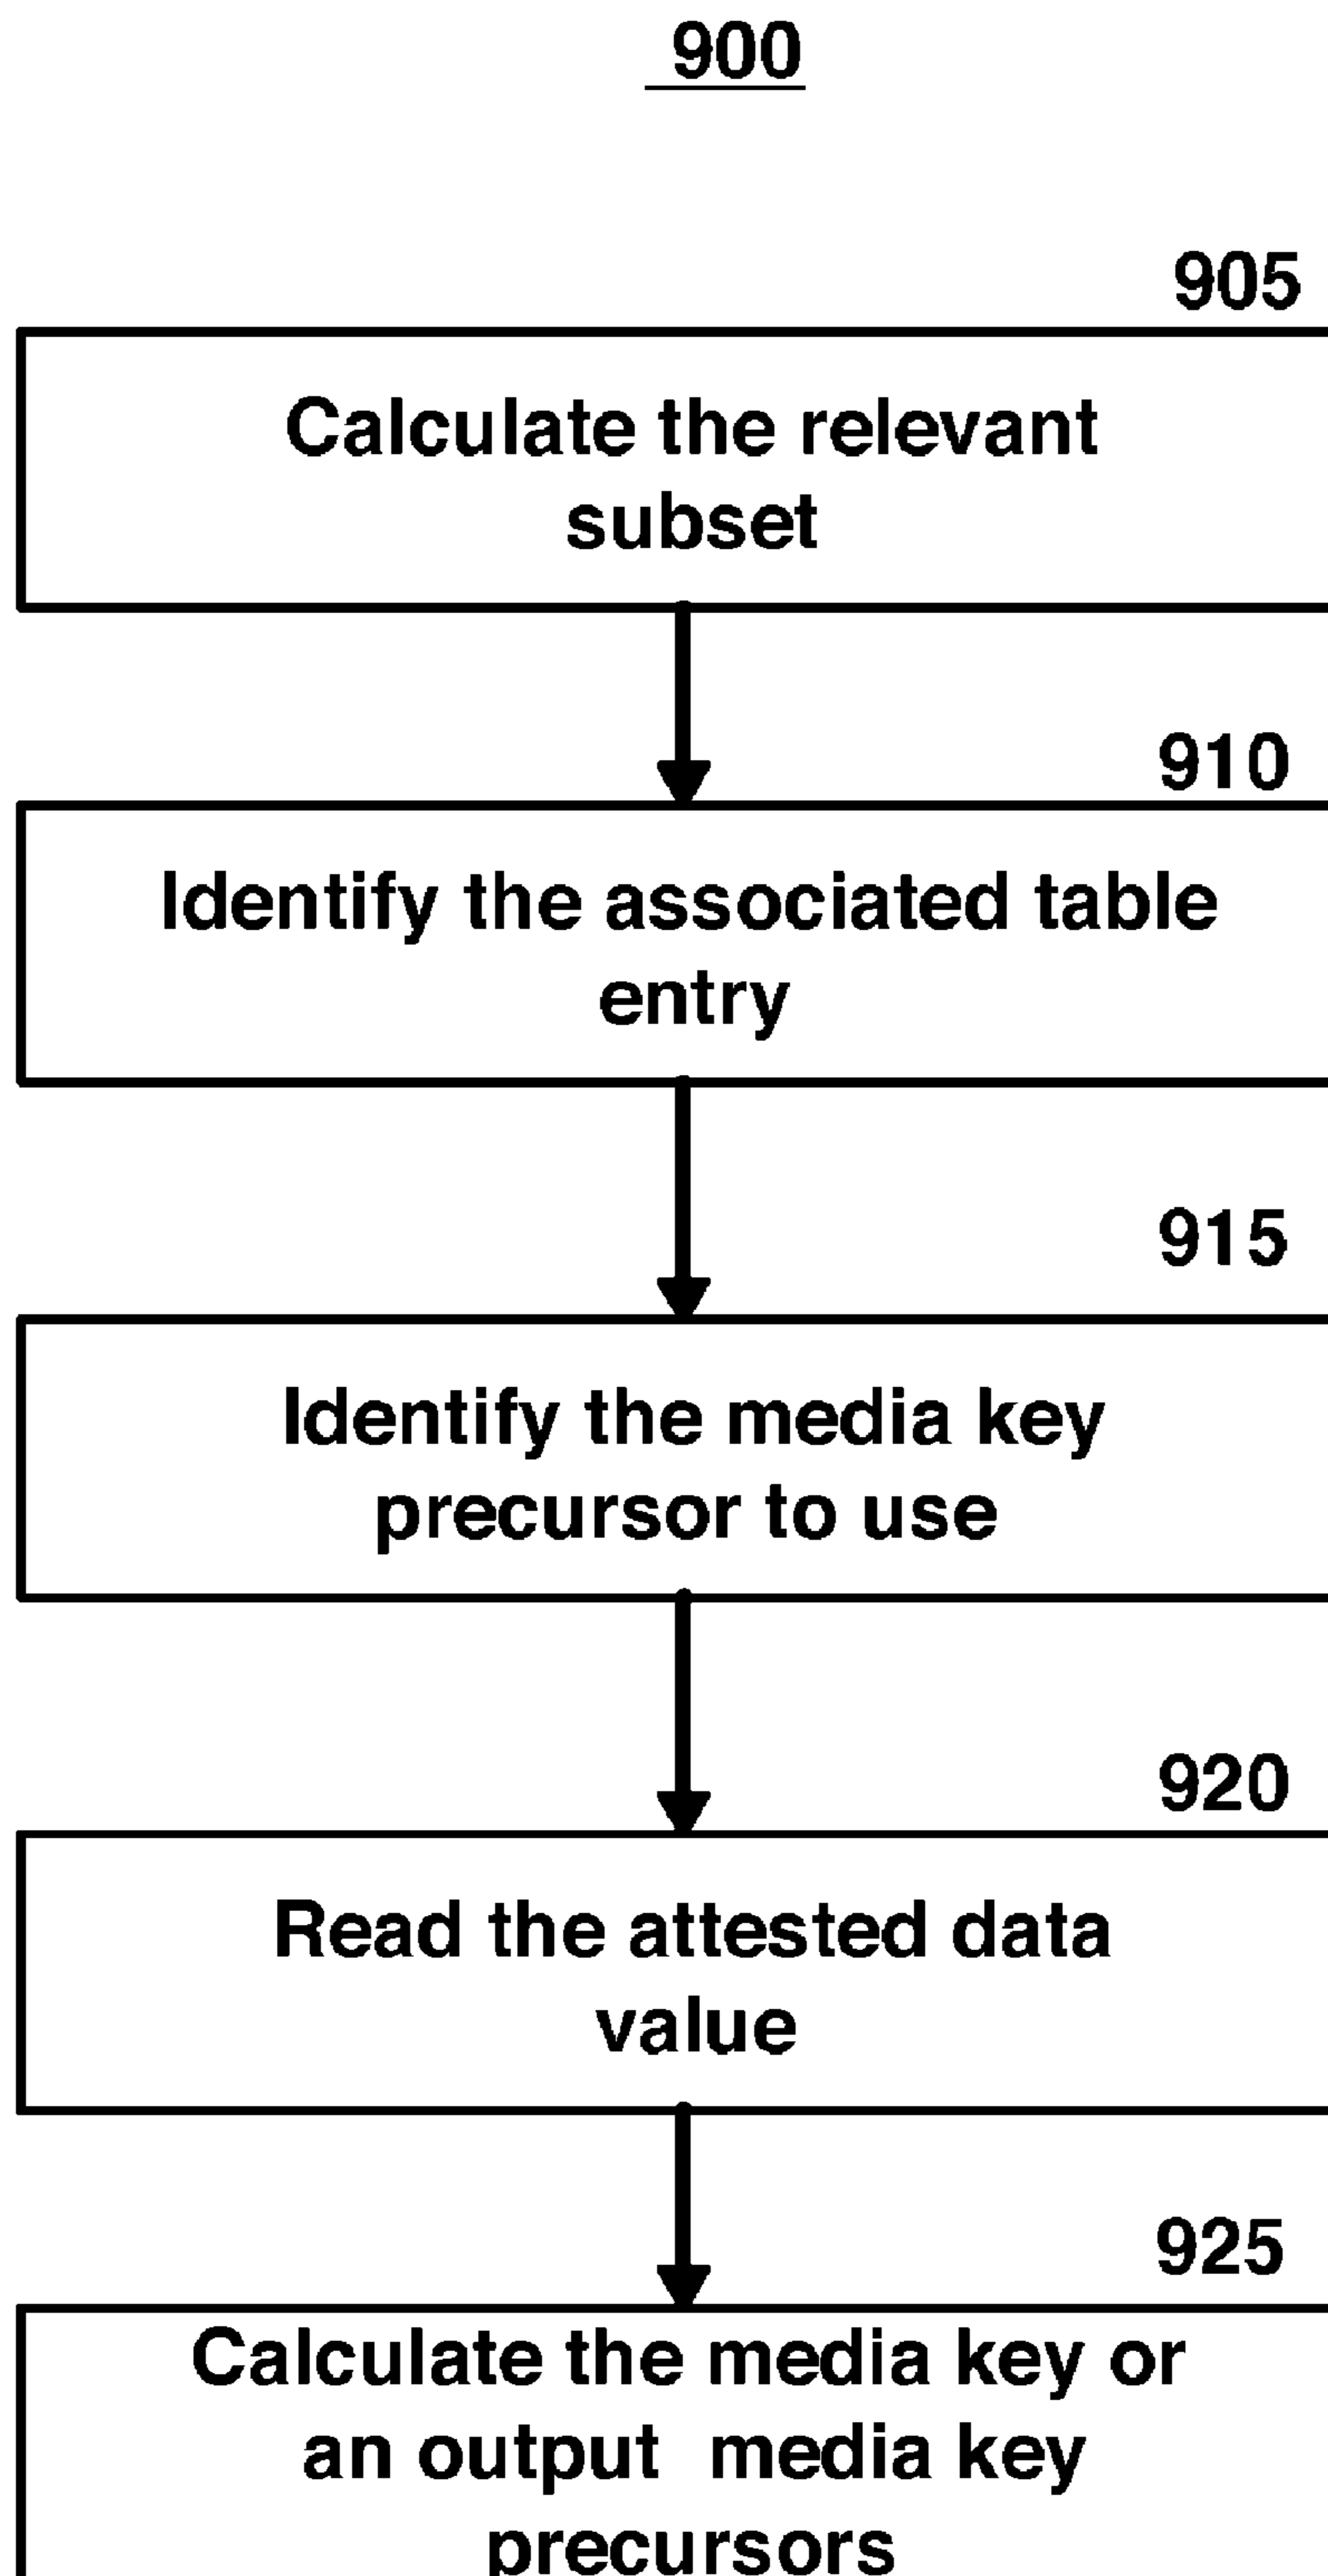 900
905
Calculate the relevant
subset
910
Identify the associated table
entry
915
Identify the media key
precursor to use
920
Read the attested data
value
925
Calculate the media key or
an output media key
precursors